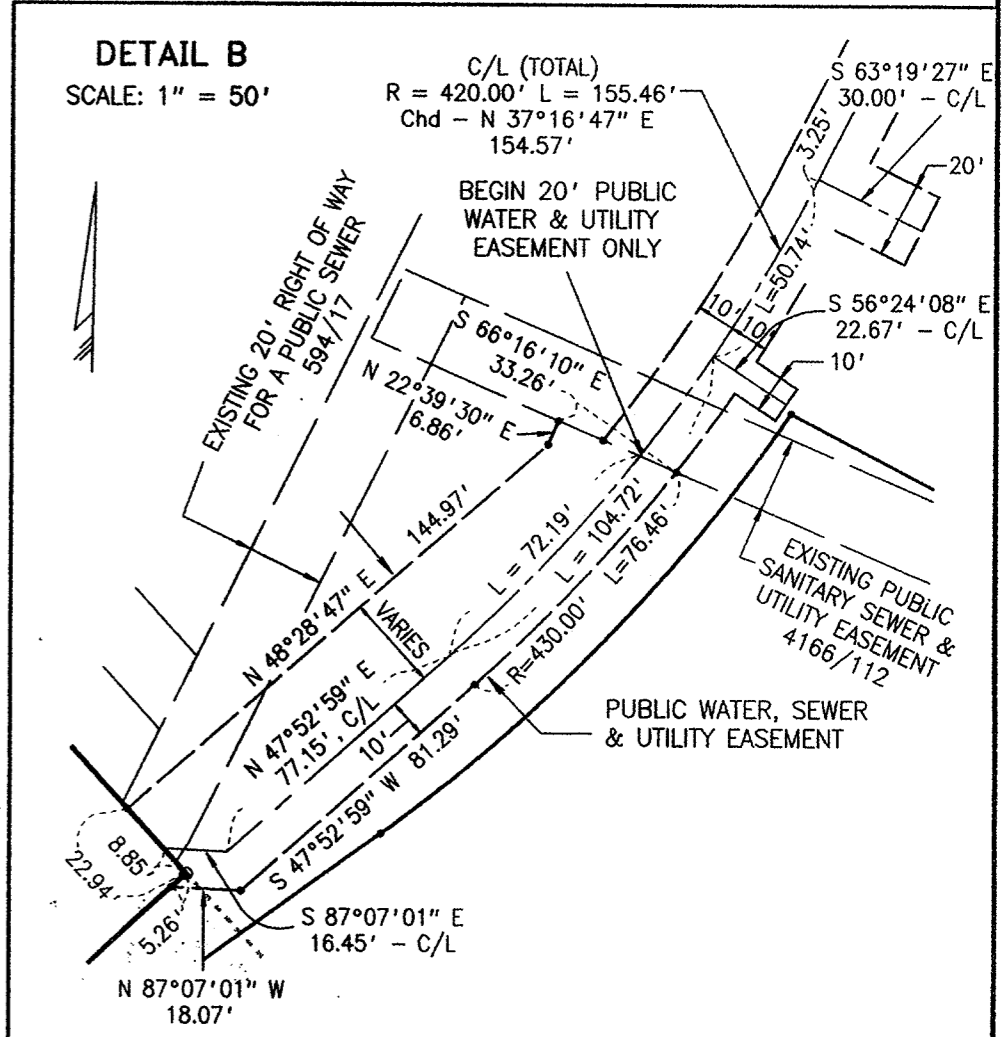 DETAIL B
SCALE: 1" = 50'
C/L (TOTAL)
R = 420.00' L = 155.46'
Chd – N 37°16'47" E
154.57'
S 63°19'27" E
30.00' – C/L
3.25'
20'
BEGIN 20' PUBLIC
WATER & UTILITY
EASEMENT ONLY
EXISTING 20' RIGHT OF WAY
FOR A PUBLIC SEWER
594/17
L=50.74'
10'
10'
S 56°24'08" E
22.67' – C/L
10'
S 66°16'10" E
33.26'
N 22°39'30" E
6.86'
144.97'
N 48°28'47" E
VARIES
L = 72.19'
L = 104.72'
L=76.46'
R=430.00'
EXISTING PUBLIC
SANITARY SEWER &
UTILITY EASEMENT
4166/112
N 47°52'59" E
77.15', C/L
10'
S 47°52'59" W 81.29'
PUBLIC WATER, SEWER
& UTILITY EASEMENT
8.85'
22.94'
5.26'
S 87°07'01" E
16.45' – C/L
N 87°07'01" W
18.07'